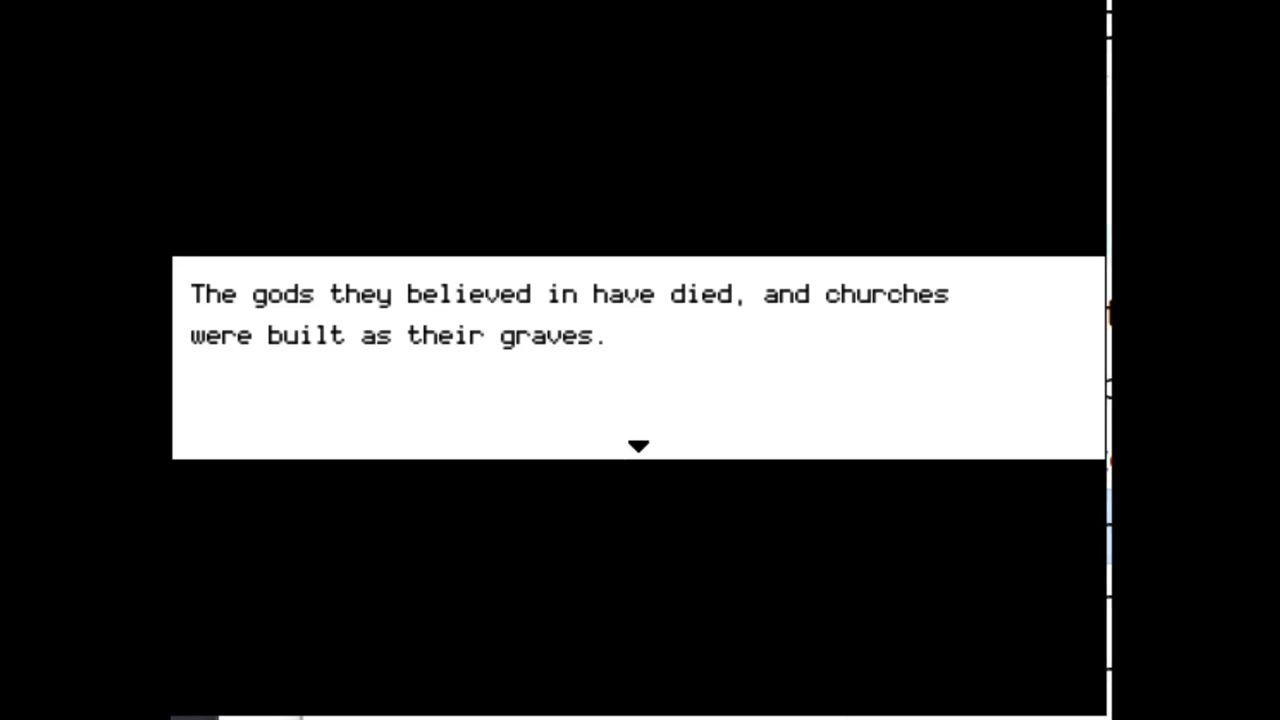 The gods they believed in have died, and churches
were built as their graves.